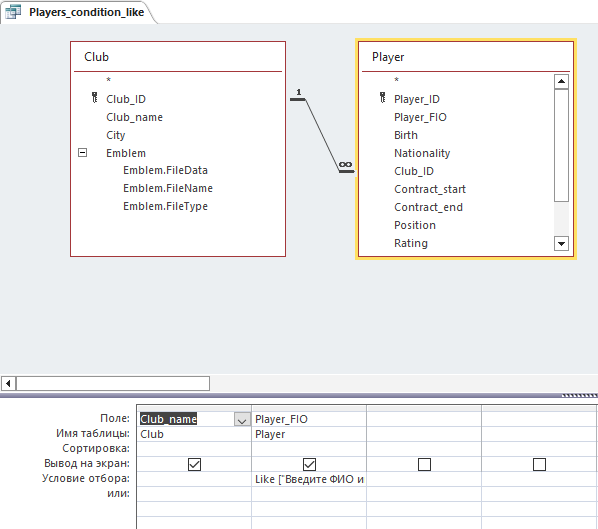 Players_condition_like
Club
*
Club_ID
Club_name
City
Emblem
Emblem.FileData
Emblem.FileName
Emblem.FileType
1
∞
Player
*
Player_ID
Player_FIO
Birth
Nationality
Club_ID
Contract_start
Contract_end
Position
Rating
Поле: Club_name Player_FIO
Имя таблицы: Club Player
Сортировка:
Вывод на экран:
Условие отбора: Like ["Введите ФИО и
или: